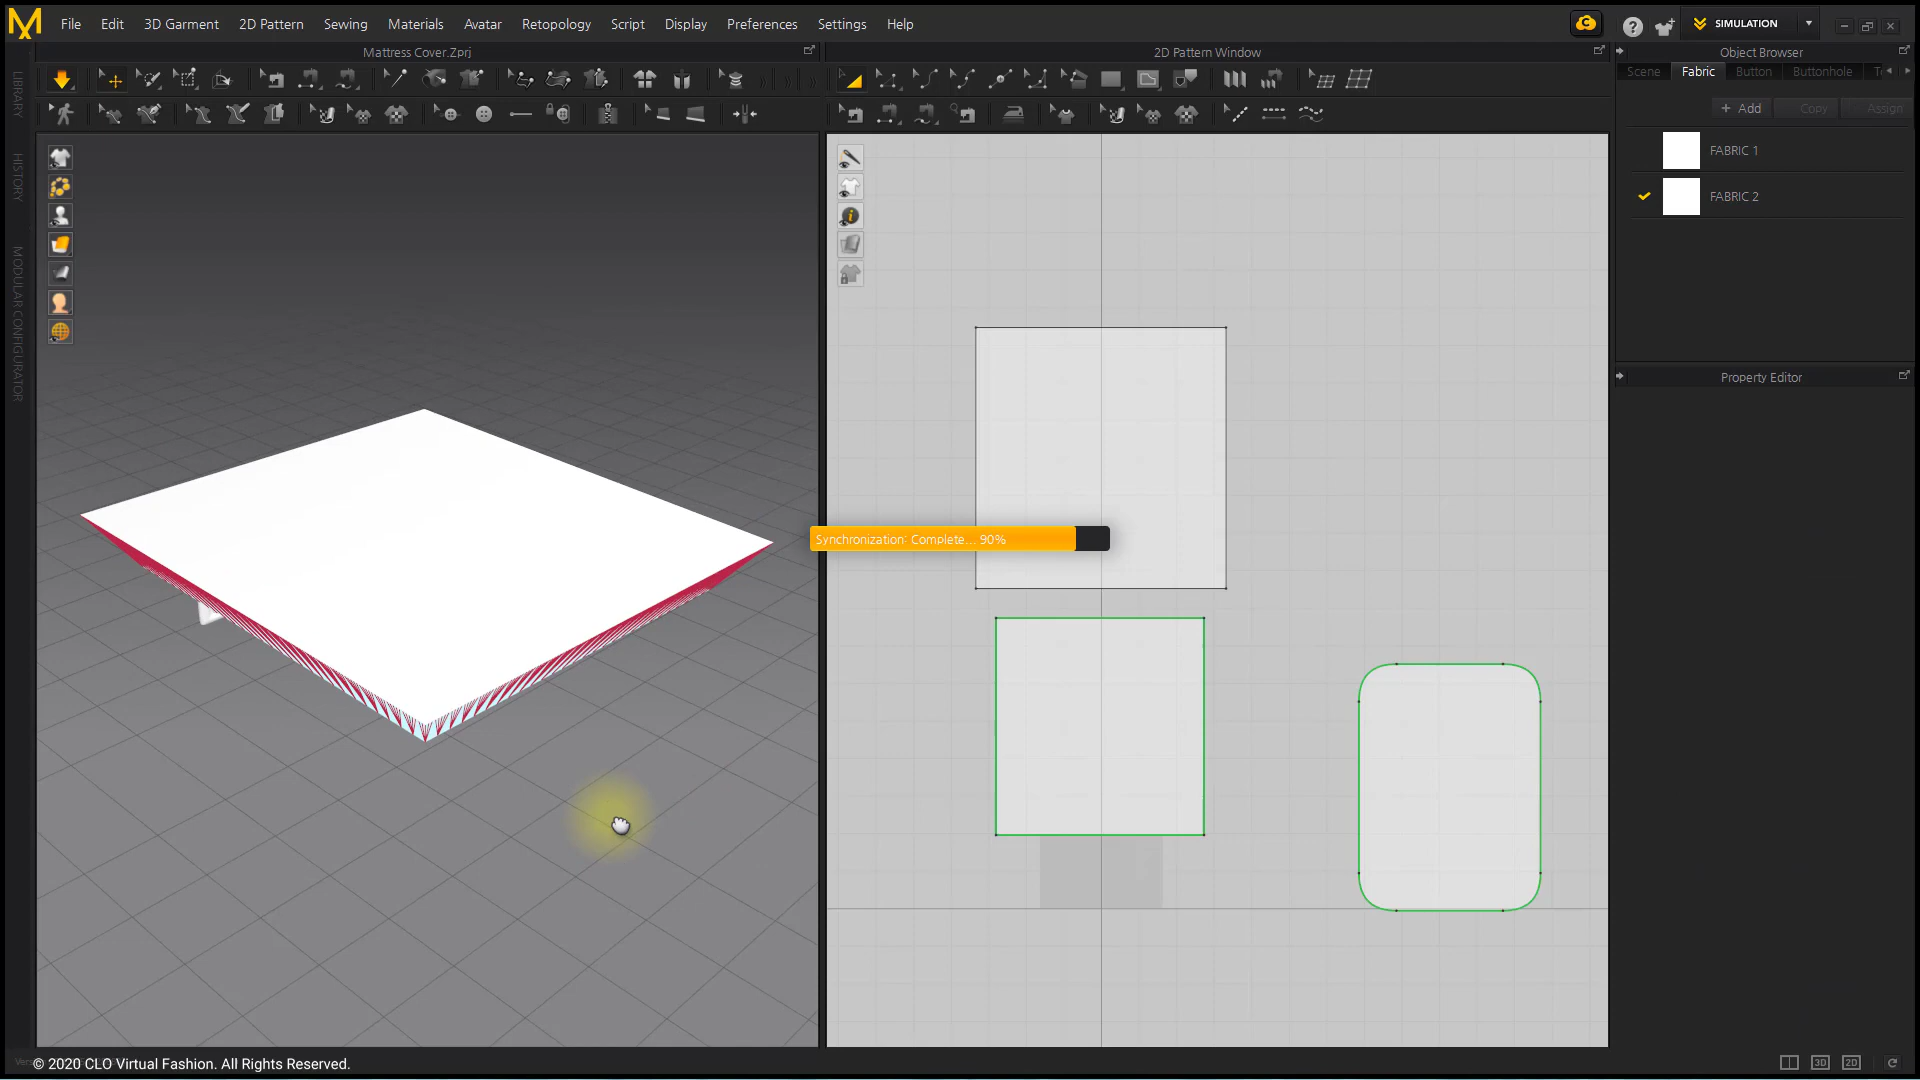 File Edit 3D Garment 2D Pattern Sewing Materials Avatar Retopology Script Display Preferences Settings Help
SIMULATION
Mattress Cover.Zprj
2D Pattern Window
Object Browser
Scene Fabric Button Buttonhole
+ Add Copy Assign
FABRIC 1
FABRIC 2
Property Editor
LIBRARY
HISTORY
MODULAR CONFIGURATOR
Synchronization: Complete... 90%
© 2020 CLO Virtual Fashion. All Rights Reserved.
3D 2D